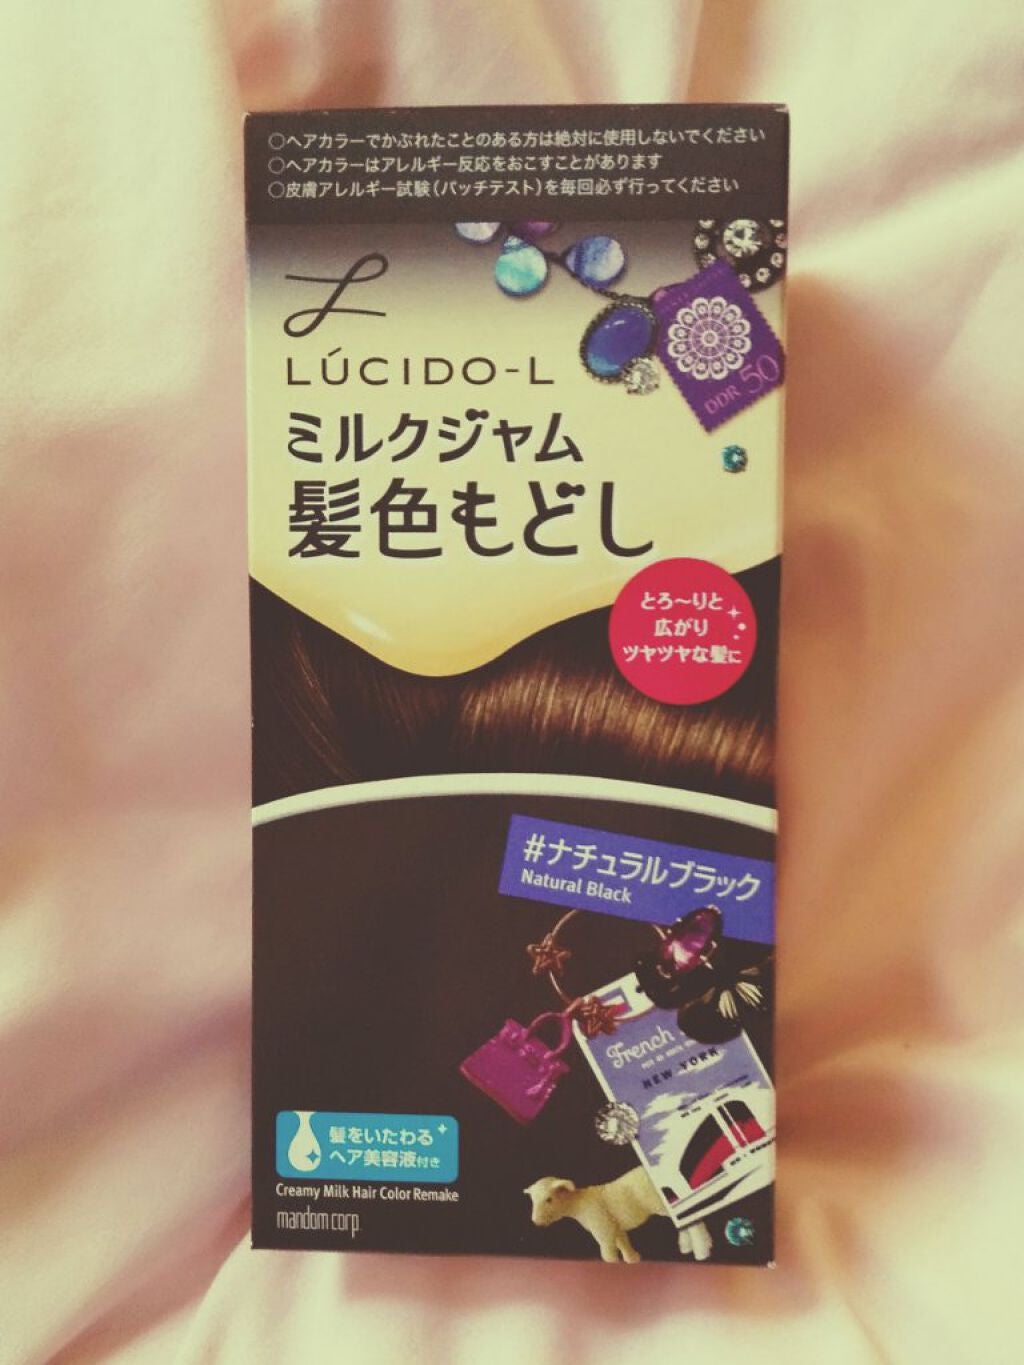 ○ヘアカラーでかぶれたことのある方は絶対に使用しないでください
○ヘアカラーはアレルギー反応をおこすことがあります
○皮膚アレルギー試験(パッチテスト)を毎回必ず行ってください
LÚCIDO-L
DDR 50
ミルクジャム
髪色もどし
とろ〜りと
広がり
ツヤツヤな髪に
#ナチュラルブラック
Natural Black
French
NEW YORK
髪をいたわる
ヘア美容液付き
Creamy Milk Hair Color Remake
mandom corp.